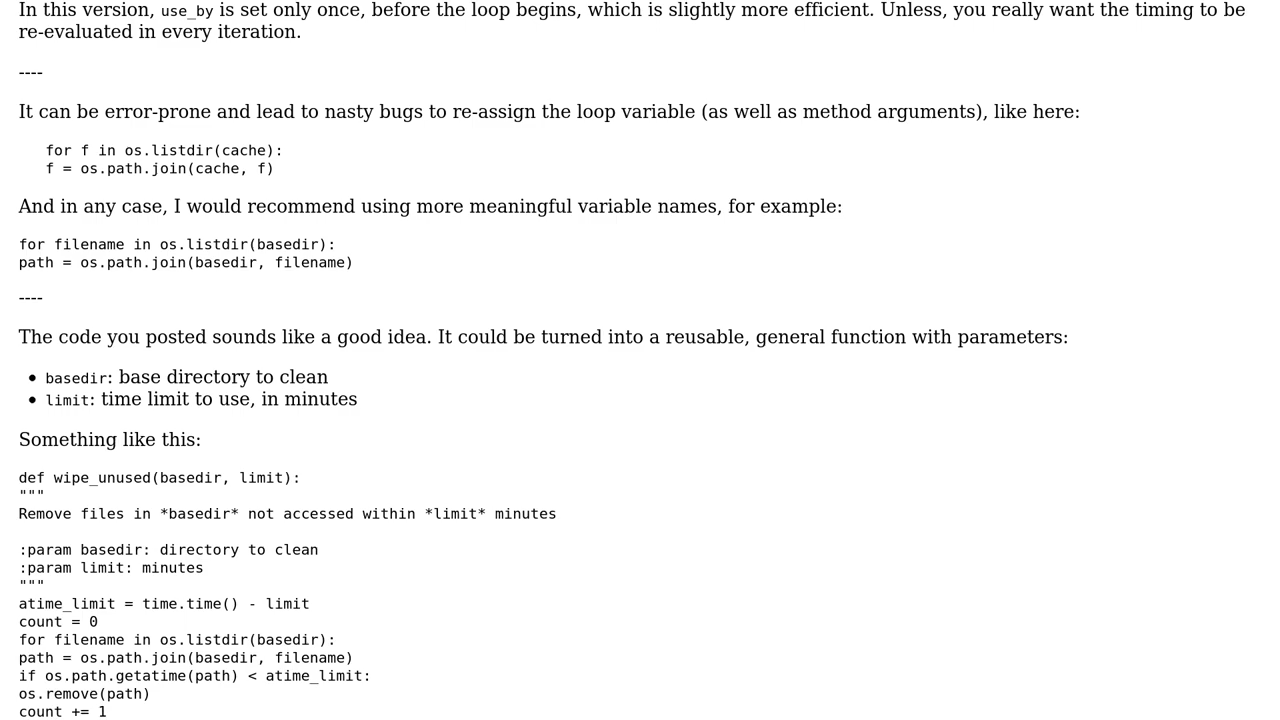 In this version, use_by is set only once, before the loop begins, which is slightly more efficient. Unless, you really want the timing to be
re-evaluated in every iteration.
----
It can be error-prone and lead to nasty bugs to re-assign the loop variable (as well as method arguments), like here:
for f in os.listdir(cache):
f = os.path.join(cache, f)
And in any case, I would recommend using more meaningful variable names, for example:
for filename in os.listdir(basedir):
path = os.path.join(basedir, filename)
----
The code you posted sounds like a good idea. It could be turned into a reusable, general function with parameters:
• basedir: base directory to clean
• limit: time limit to use, in minutes
Something like this:
def wipe_unused(basedir, limit):
"""
Remove files in *basedir* not accessed within *limit* minutes
:param basedir: directory to clean
:param limit: minutes
"""
atime_limit = time.time() - limit
count = 0
for filename in os.listdir(basedir):
path = os.path.join(basedir, filename)
if os.path.getatime(path) < atime_limit:
os.remove(path)
count += 1